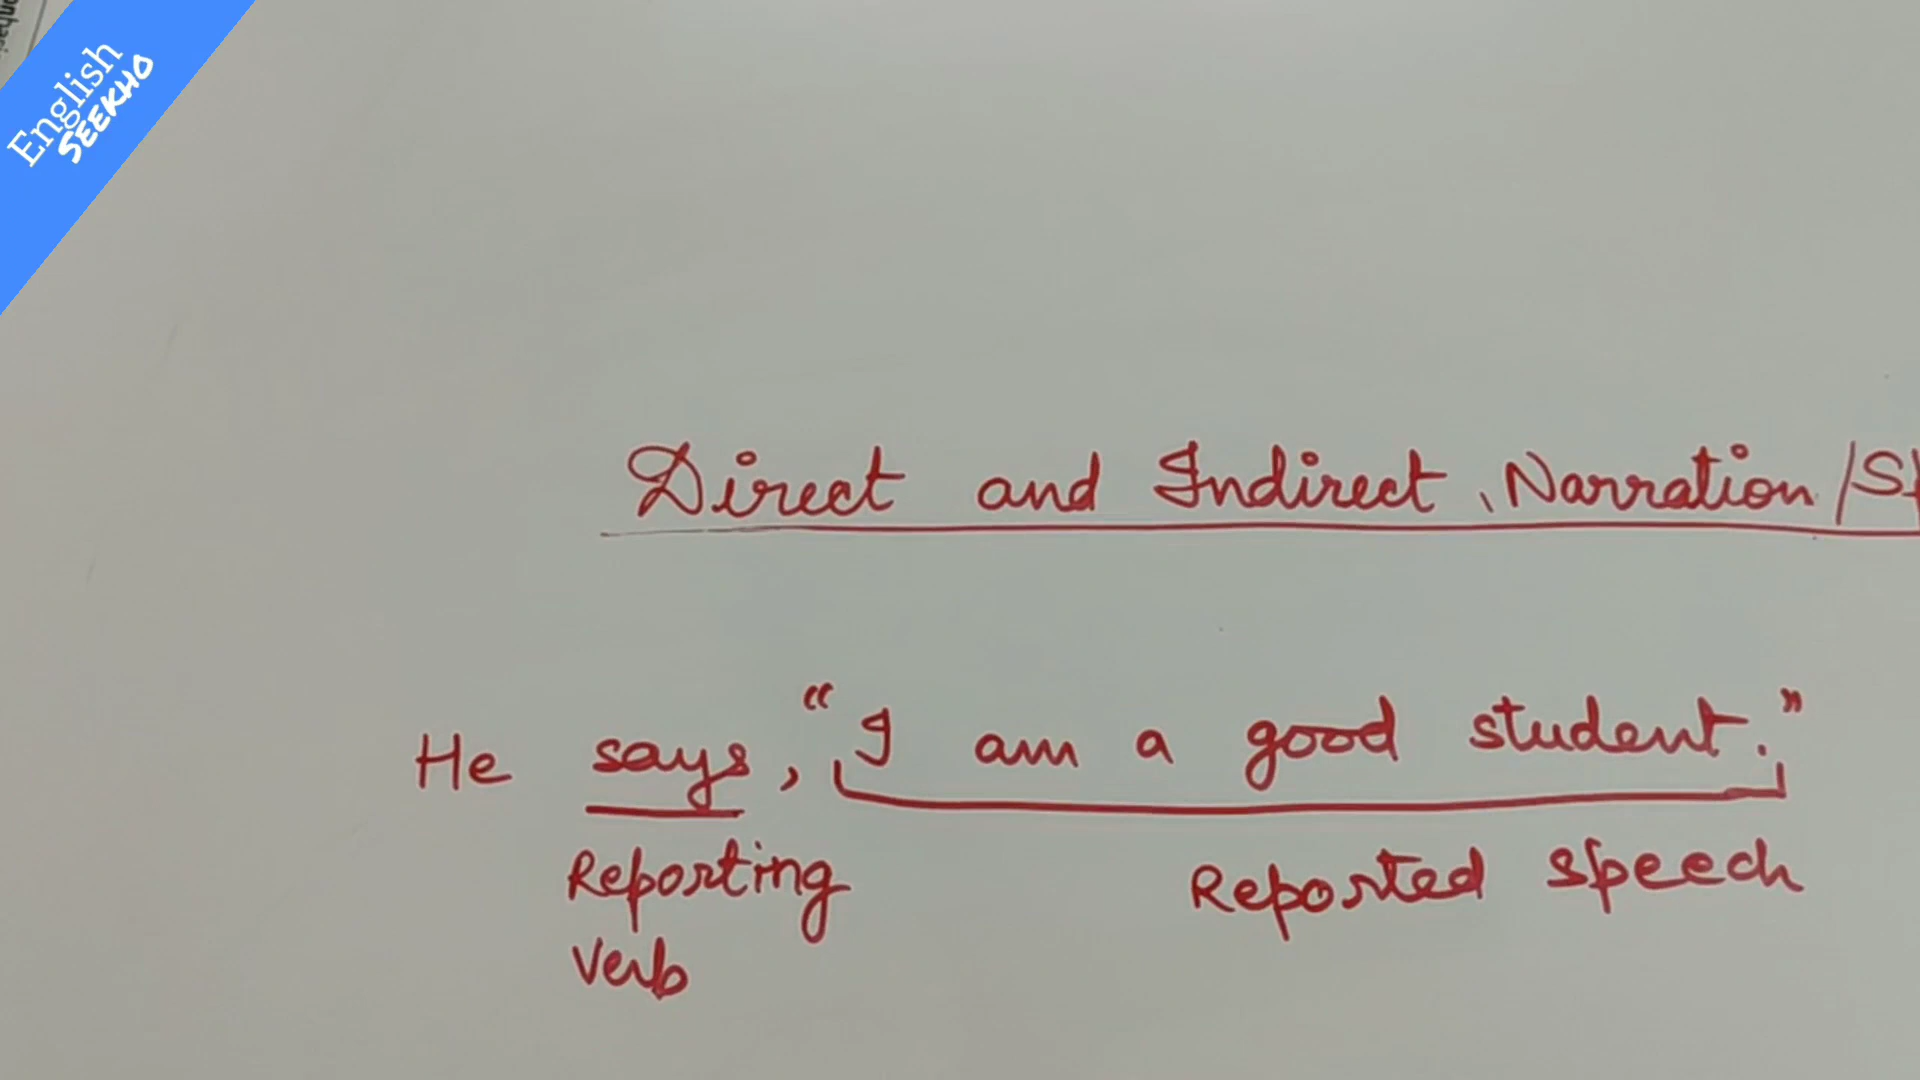 English
SEEKHO
Direct and Indirect Narration /
He says, “I am a good student.”
Reporting Reported speech
Verb